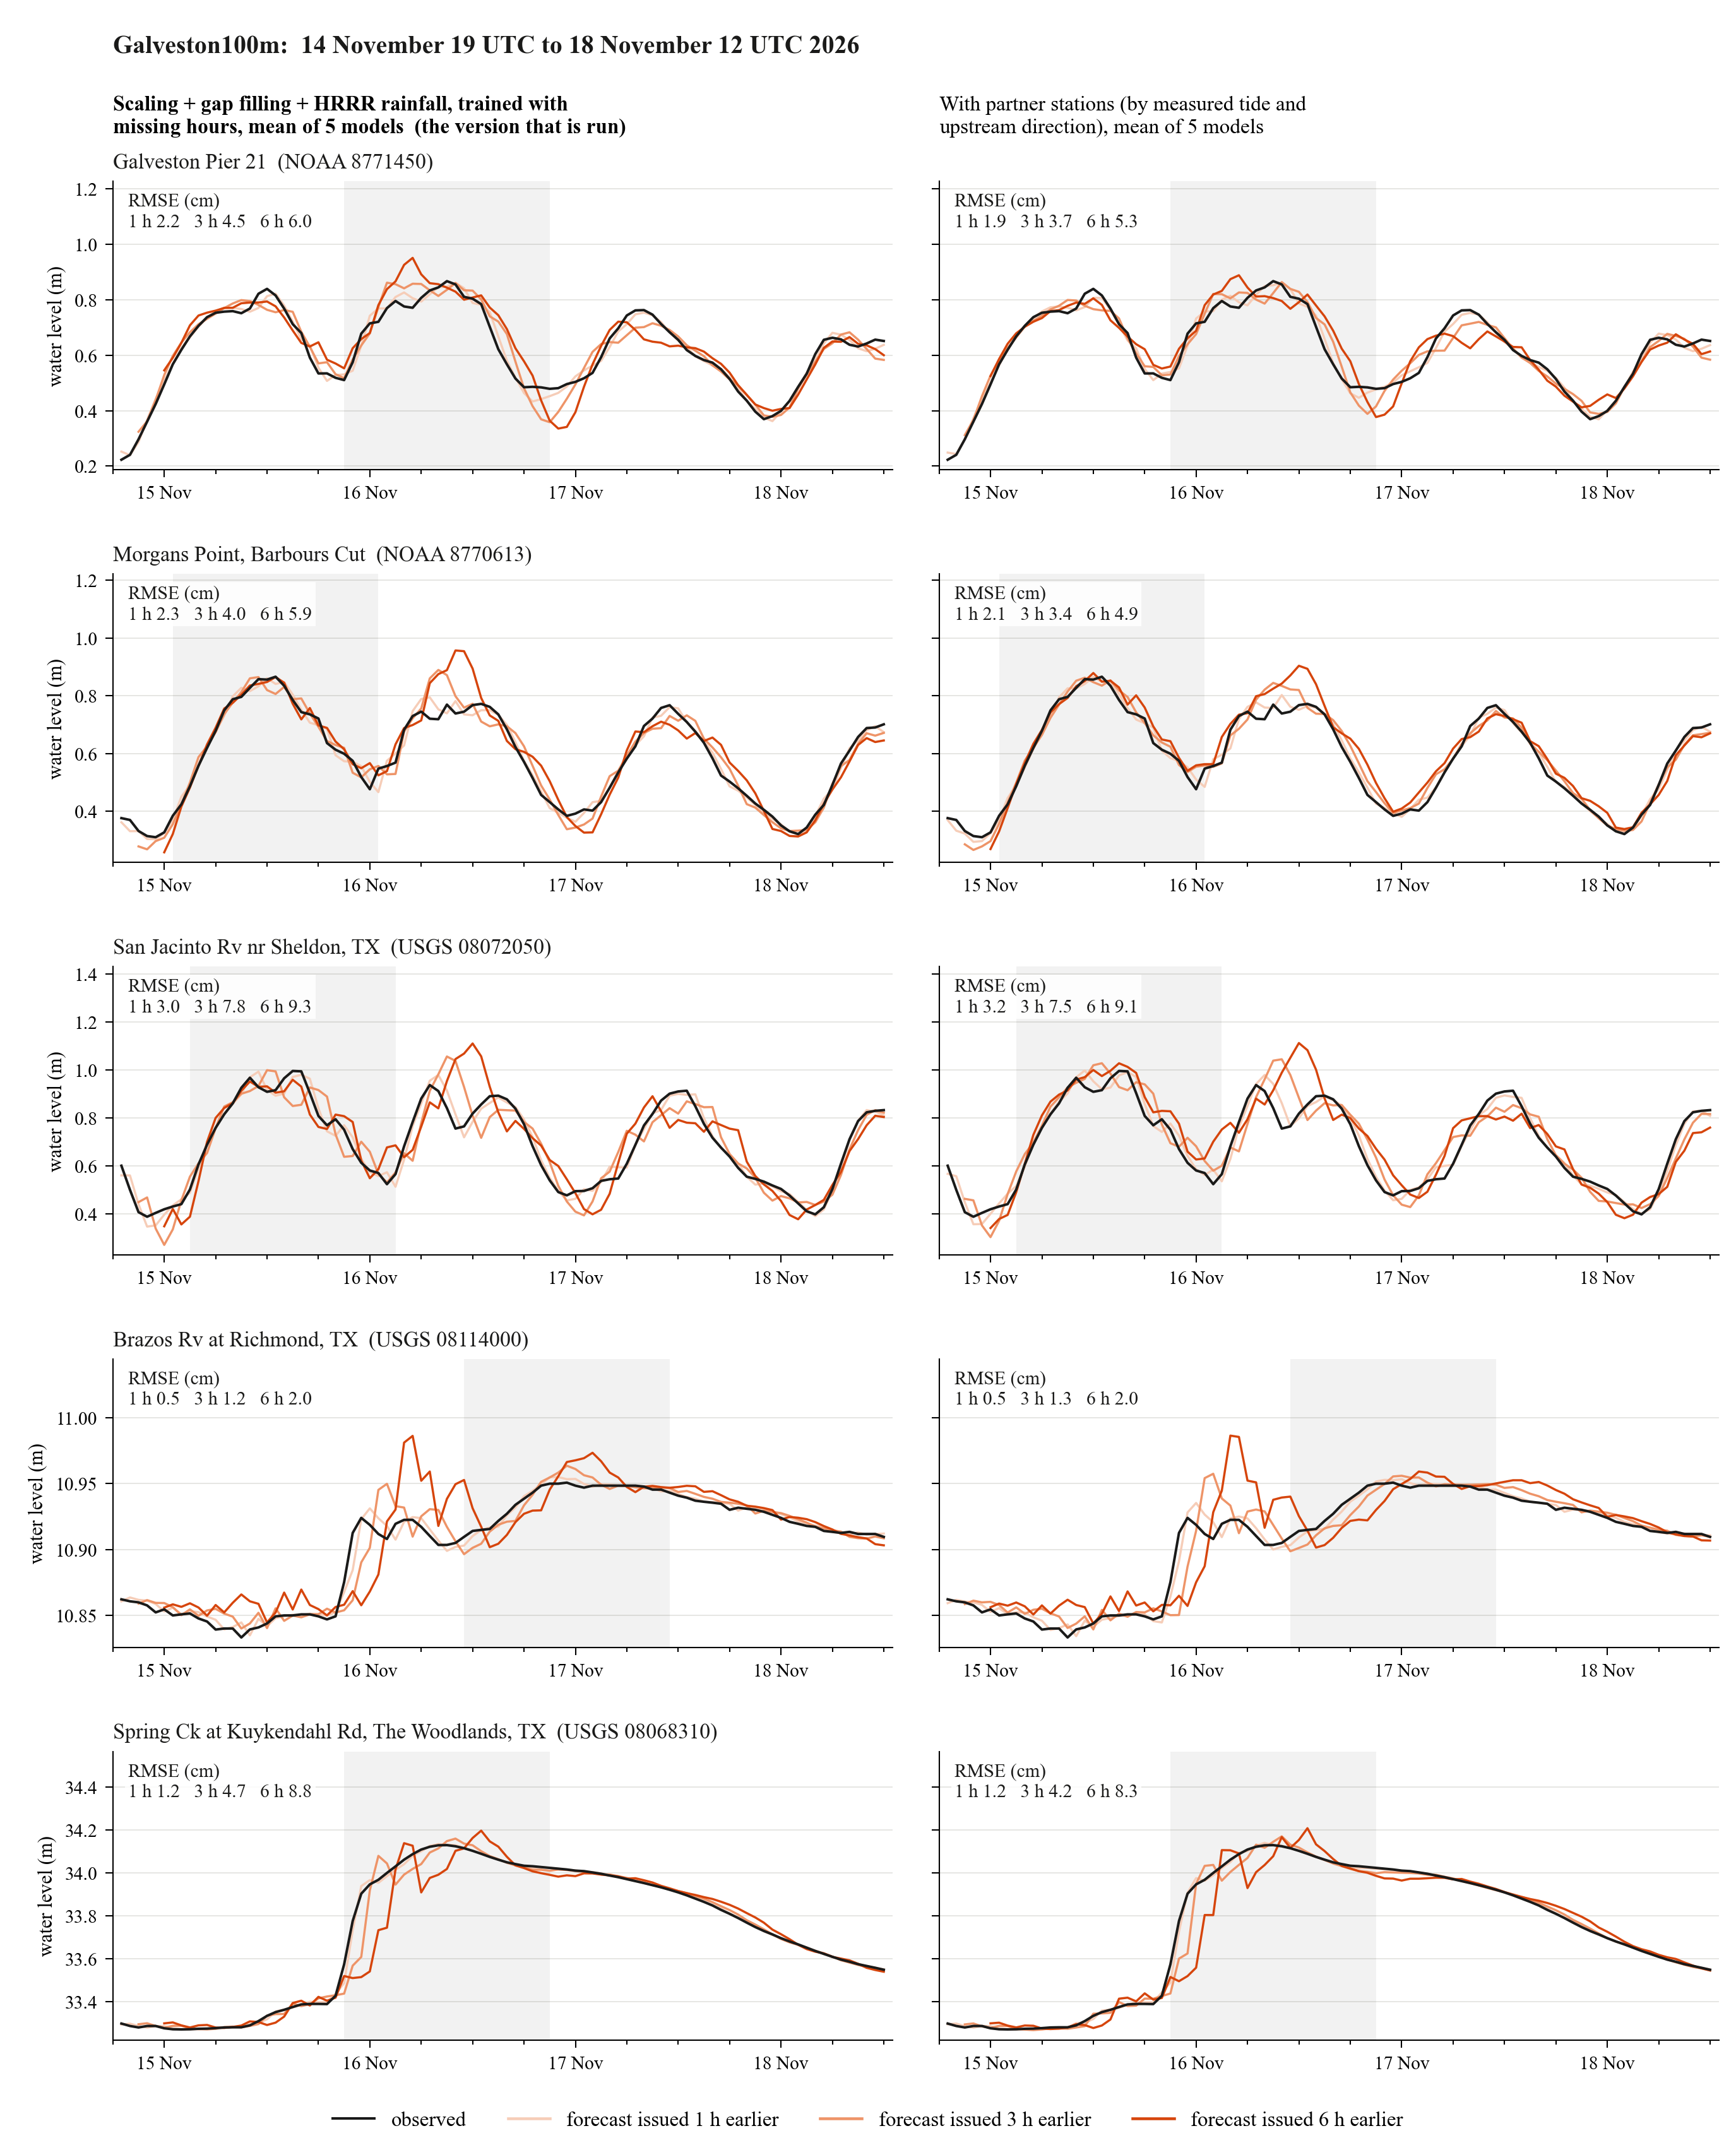 Galveston100m:  14 November 19 UTC to 18 November 12 UTC 2026
Scaling + gap filling + HRRR rainfall, trained with
missing hours, mean of 5 models  (the version that is run)
With partner stations (by measured tide and
upstream direction), mean of 5 models
Galveston Pier 21  (NOAA 8771450)
water level (m)
1.2
1.0
0.8
0.6
0.4
0.2
RMSE (cm)
1 h 2.2   3 h 4.5   6 h 6.0
15 Nov   16 Nov   17 Nov   18 Nov
RMSE (cm)
1 h 1.9   3 h 3.7   6 h 5.3
15 Nov   16 Nov   17 Nov   18 Nov
Morgans Point, Barbours Cut  (NOAA 8770613)
water level (m)
1.2
1.0
0.8
0.6
0.4
RMSE (cm)
1 h 2.3   3 h 4.0   6 h 5.9
15 Nov   16 Nov   17 Nov   18 Nov
RMSE (cm)
1 h 2.1   3 h 3.4   6 h 4.9
15 Nov   16 Nov   17 Nov   18 Nov
San Jacinto Rv nr Sheldon, TX  (USGS 08072050)
water level (m)
1.4
1.2
1.0
0.8
0.6
0.4
RMSE (cm)
1 h 3.0   3 h 7.8   6 h 9.3
15 Nov   16 Nov   17 Nov   18 Nov
RMSE (cm)
1 h 3.2   3 h 7.5   6 h 9.1
15 Nov   16 Nov   17 Nov   18 Nov
Brazos Rv at Richmond, TX  (USGS 08114000)
water level (m)
11.00
10.95
10.90
10.85
RMSE (cm)
1 h 0.5   3 h 1.2   6 h 2.0
15 Nov   16 Nov   17 Nov   18 Nov
RMSE (cm)
1 h 0.5   3 h 1.3   6 h 2.0
15 Nov   16 Nov   17 Nov   18 Nov
Spring Ck at Kuykendahl Rd, The Woodlands, TX  (USGS 08068310)
water level (m)
34.4
34.2
34.0
33.8
33.6
33.4
RMSE (cm)
1 h 1.2   3 h 4.7   6 h 8.8
15 Nov   16 Nov   17 Nov   18 Nov
RMSE (cm)
1 h 1.2   3 h 4.2   6 h 8.3
15 Nov   16 Nov   17 Nov   18 Nov
observed   forecast issued 1 h earlier   forecast issued 3 h earlier   forecast issued 6 h earlier